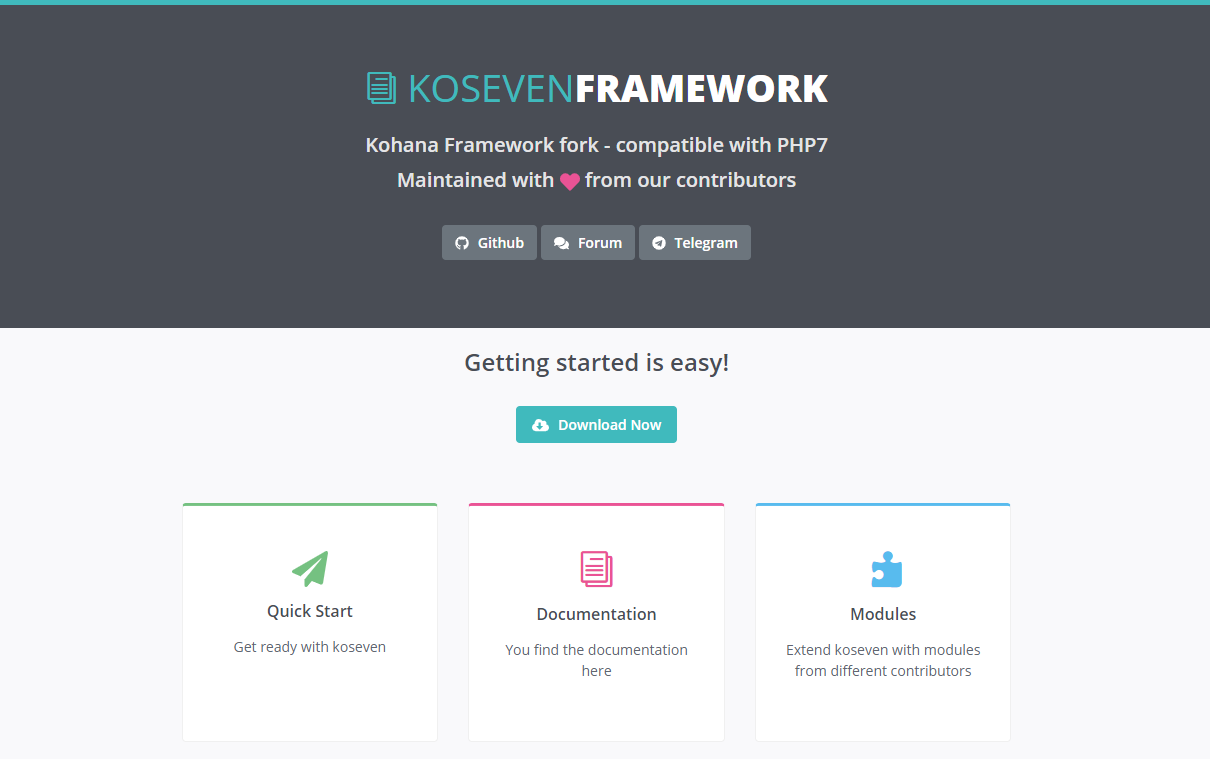 KOSEVENFRAMEWORK
Kohana Framework fork - compatible with PHP7
Maintained with from our contributors
Github Forum Telegram
Getting started is easy!
Download Now
Quick Start
Get ready with koseven
Documentation
You find the documentation
here
Modules
Extend koseven with modules
from different contributors